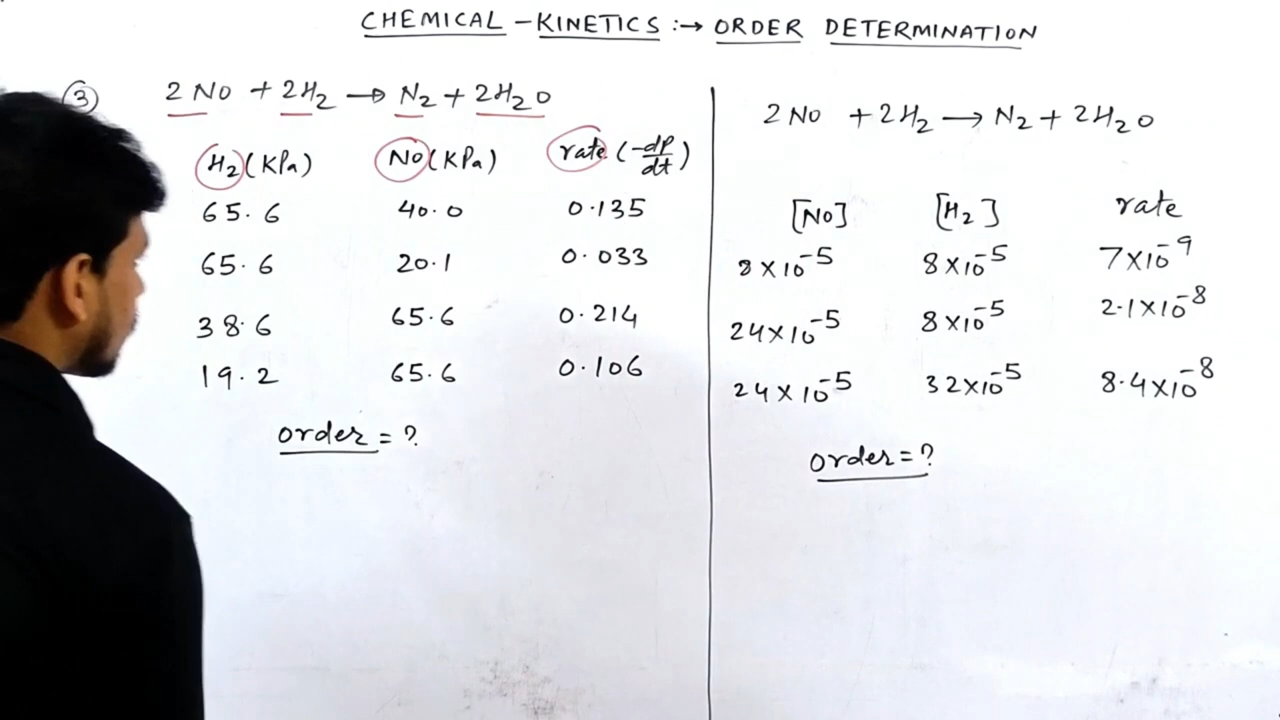 CHEMICAL - KINETICS :→ ORDER DETERMINATION
③ 2 NO + 2H₂ → N₂ + 2H₂O
H₂(KPa) NO(KPa) rate (-dP/dt)
65.6 40.0 0.135
65.6 20.1 0.033
38.6 65.6 0.214
19.2 65.6 0.106
order = ?
2 NO + 2H₂ → N₂ + 2H₂O
[NO] [H₂] rate
8×10⁻⁵ 8×10⁻⁵ 7×10⁻⁹
24×10⁻⁵ 8×10⁻⁵ 2.1×10⁻⁸
24×10⁻⁵ 32×10⁻⁵ 8.4×10⁻⁸
order = ?